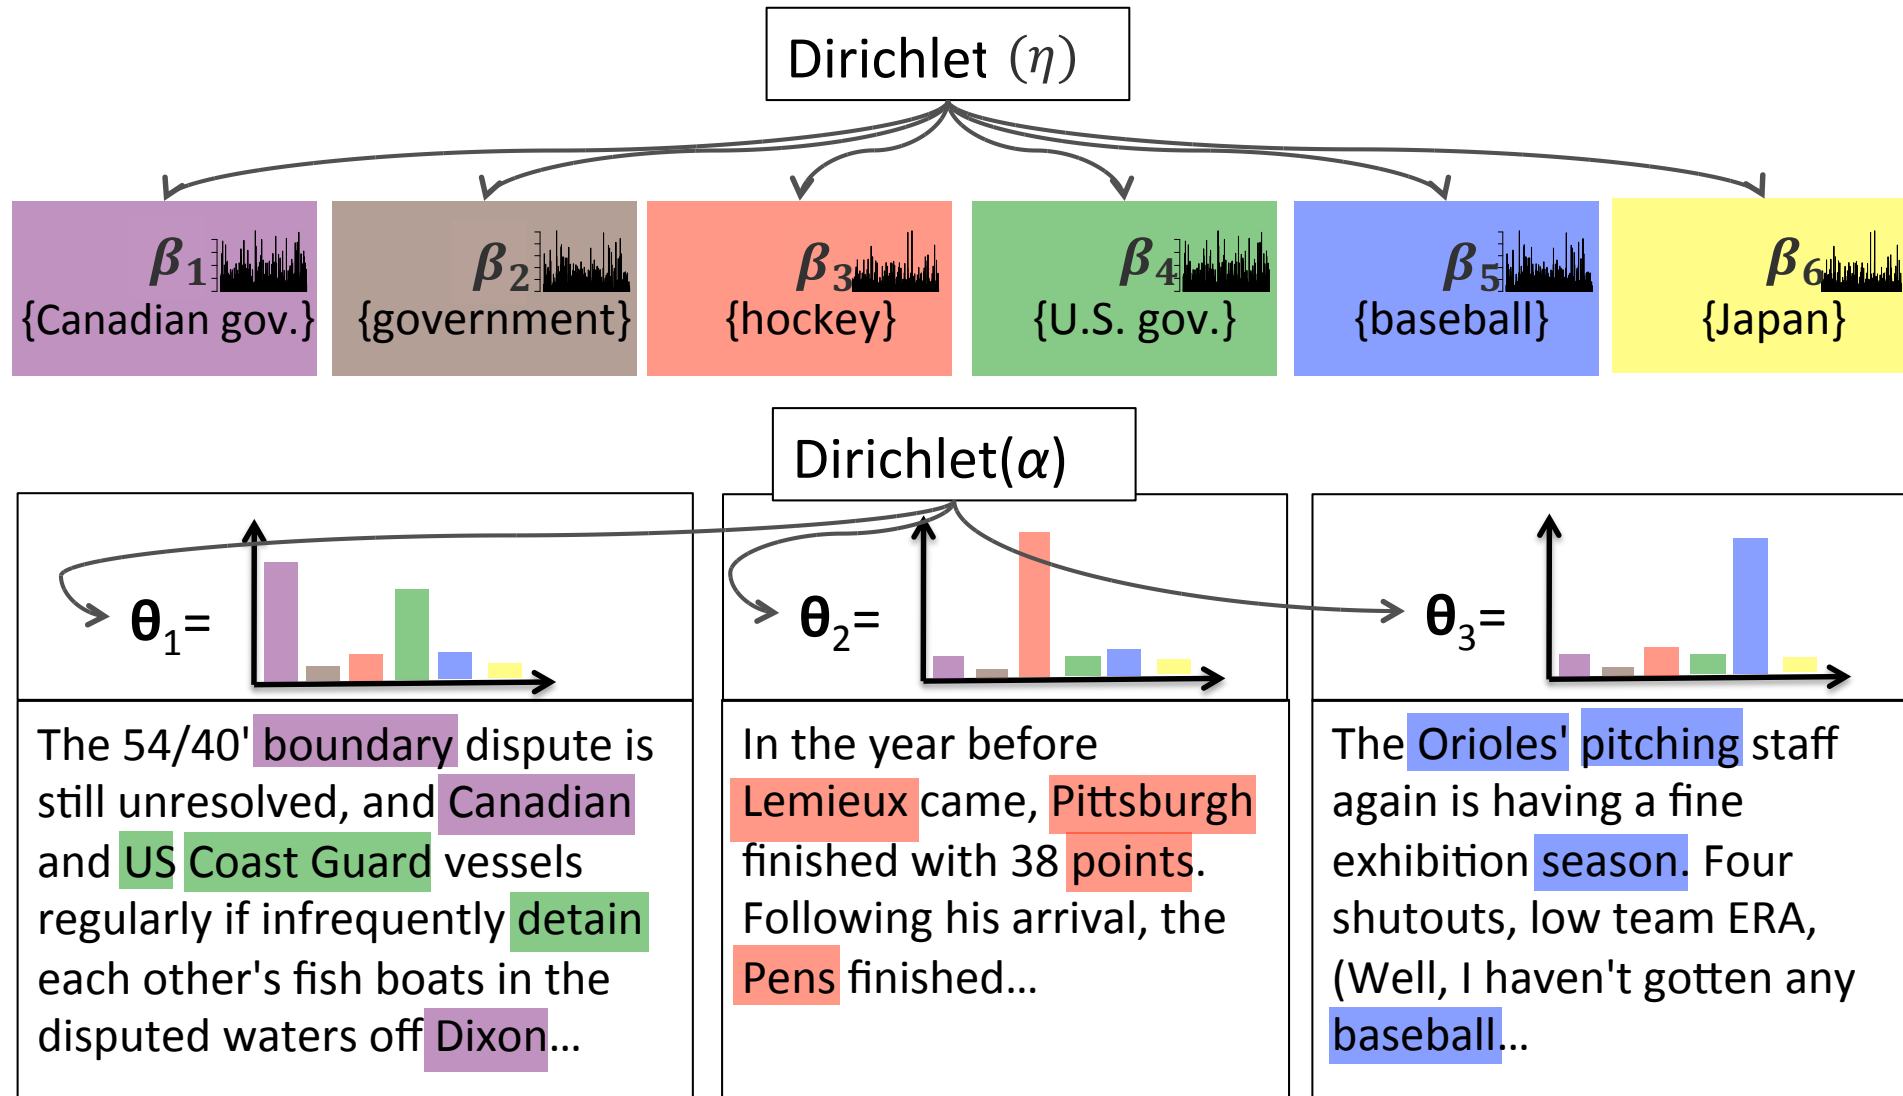 Dirichlet (η)
β1 β2 β3 β4 β5 β6
{Canadian gov.} {government} {hockey} {U.S. gov.} {baseball} {Japan}
Dirichlet(α)
θ1=
θ2=
θ3=
The 54/40' boundary dispute is
still unresolved, and Canadian
and US Coast Guard vessels
regularly if infrequently detain
each other's fish boats in the
disputed waters off Dixon...
In the year before
Lemieux came, Pittsburgh
finished with 38 points.
Following his arrival, the
Pens finished...
The Orioles' pitching staff
again is having a fine
exhibition season. Four
shutouts, low team ERA,
(Well, I haven't gotten any
baseball...